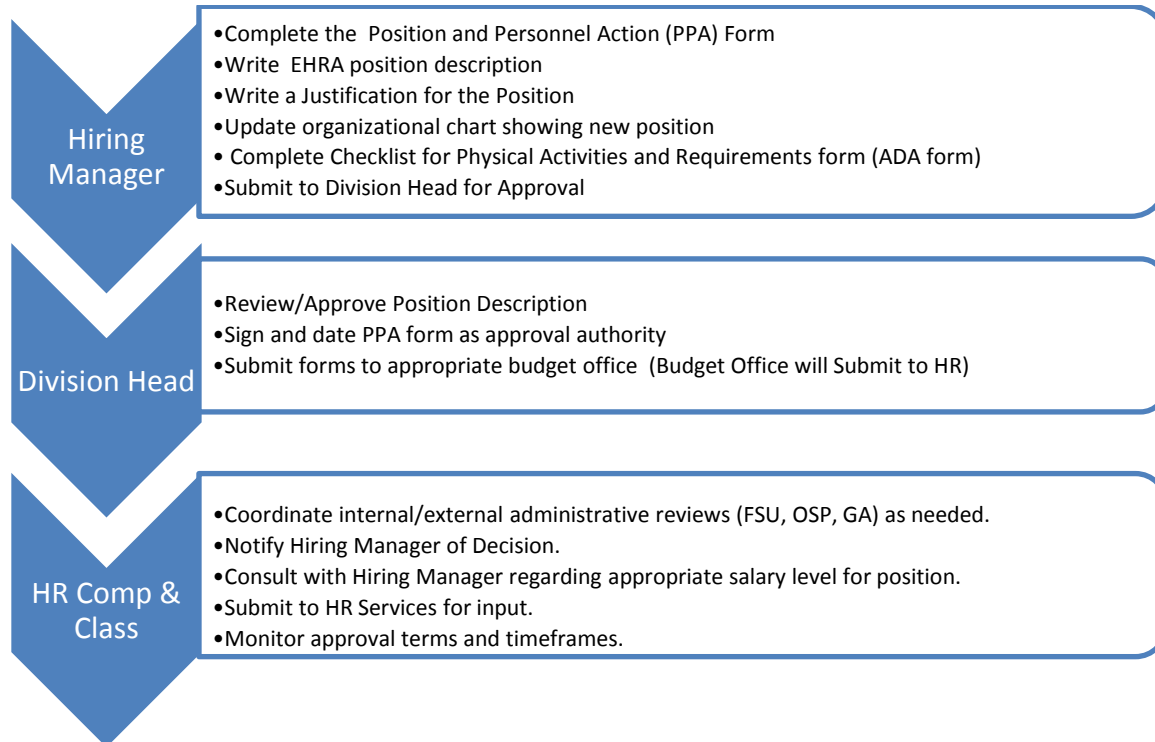 Hiring
Manager
•Complete the  Position and Personnel Action (PPA) Form
•Write  EHRA position description
•Write a Justification for the Position
•Update organizational chart showing new position
• Complete Checklist for Physical Activities and Requirements form (ADA form)
•Submit to Division Head for Approval
Division Head
•Review/Approve Position Description
•Sign and date PPA form as approval authority
•Submit forms to appropriate budget office  (Budget Office will Submit to HR)
HR Comp &
Class
•Coordinate internal/external administrative reviews (FSU, OSP, GA) as needed.
•Notify Hiring Manager of Decision.
•Consult with Hiring Manager regarding appropriate salary level for position.
•Submit to HR Services for input.
•Monitor approval terms and timeframes.